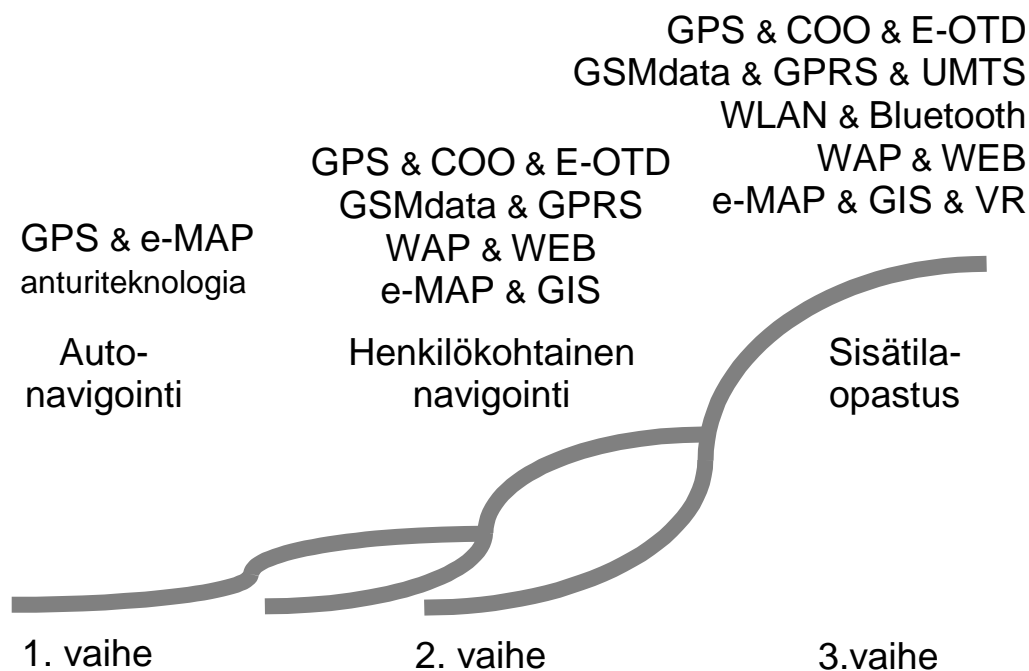 GPS & COO & E-OTD
GSMdata & GPRS & UMTS
WLAN & Bluetooth
WAP & WEB
e-MAP & GIS & VR
GPS & COO & E-OTD
GSMdata & GPRS
WAP & WEB
e-MAP & GIS
GPS & e-MAP
anturiteknologia
Auto-
navigointi
Henkilökohtainen
navigointi
Sisätila-
opastus
1. vaihe
2. vaihe
3.vaihe